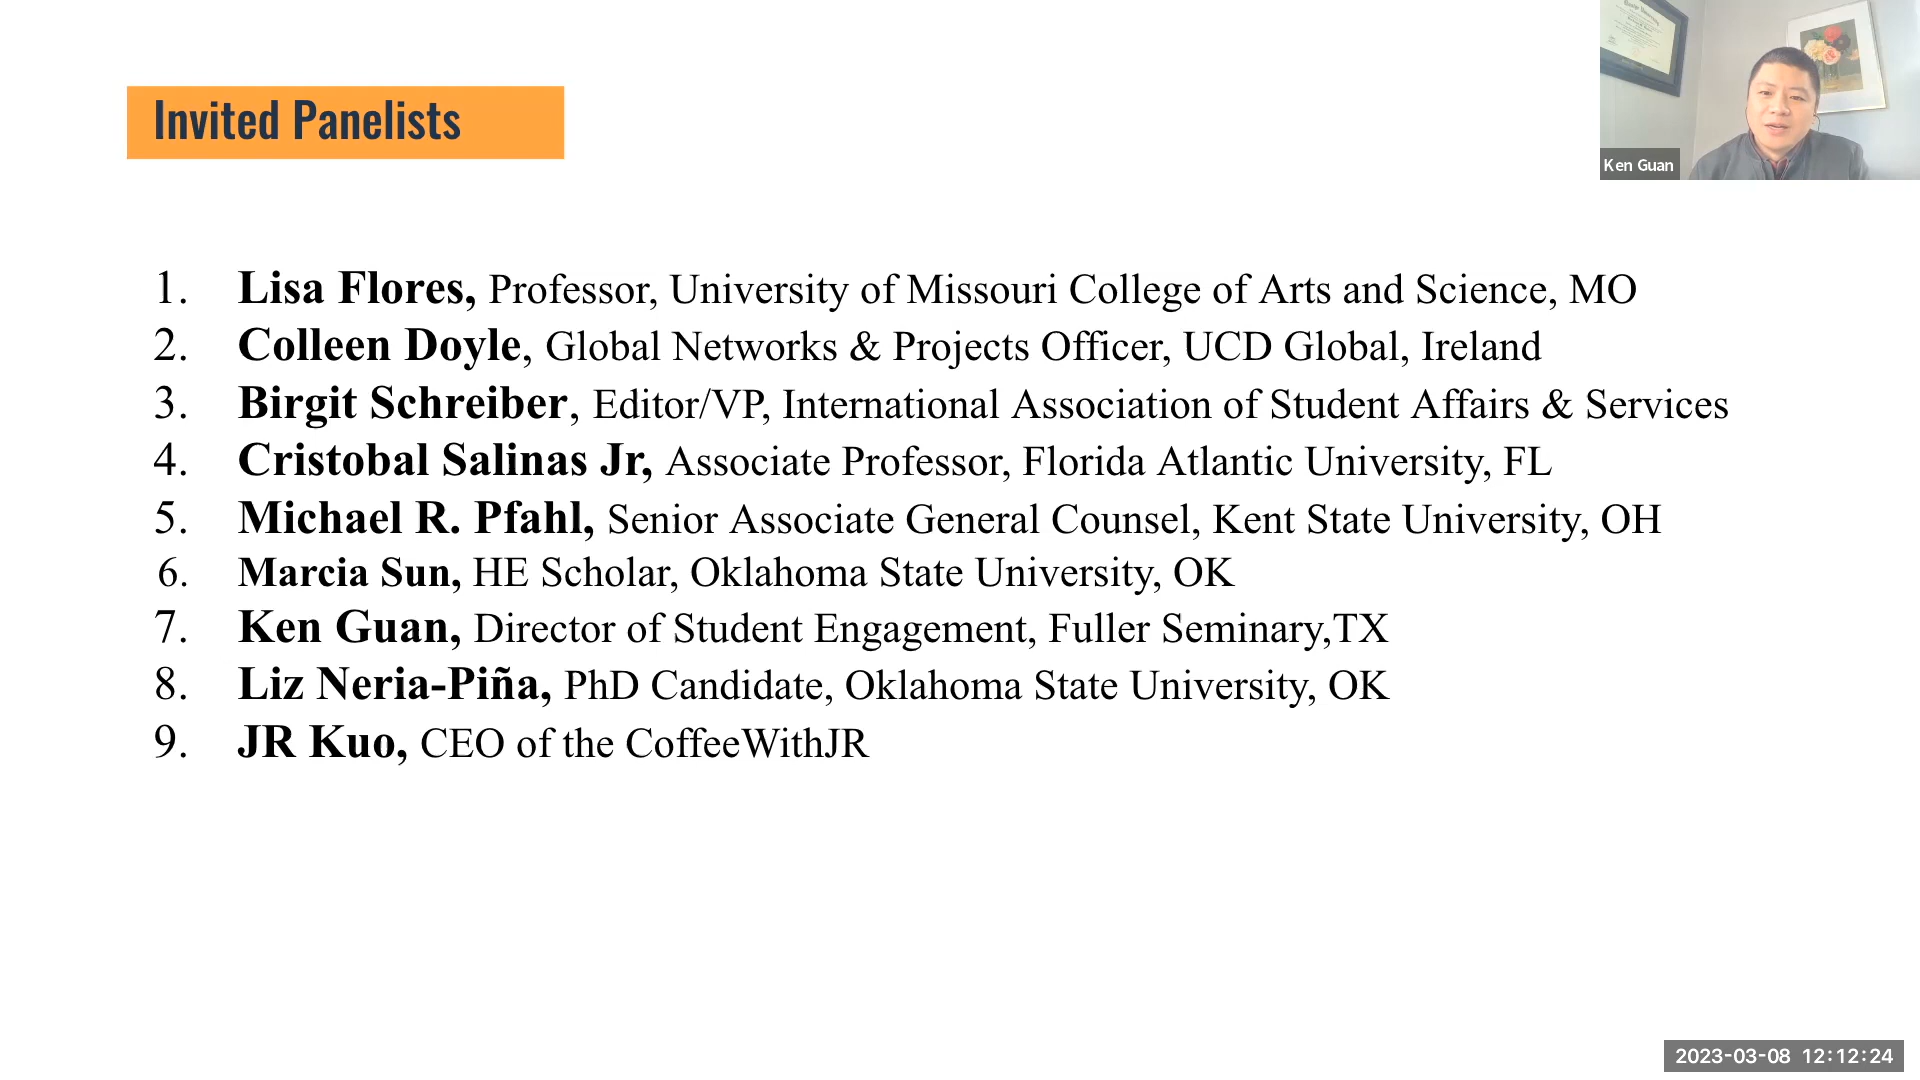 Invited Panelists
Ken Guan
1. Lisa Flores, Professor, University of Missouri College of Arts and Science, MO
2. Colleen Doyle, Global Networks & Projects Officer, UCD Global, Ireland
3. Birgit Schreiber, Editor/VP, International Association of Student Affairs & Services
4. Cristobal Salinas Jr, Associate Professor, Florida Atlantic University, FL
5. Michael R. Pfahl, Senior Associate General Counsel, Kent State University, OH
6. Marcia Sun, HE Scholar, Oklahoma State University, OK
7. Ken Guan, Director of Student Engagement, Fuller Seminary,TX
8. Liz Neria-Piña, PhD Candidate, Oklahoma State University, OK
9. JR Kuo, CEO of the CoffeeWithJR
2023-03-08 12:12:24